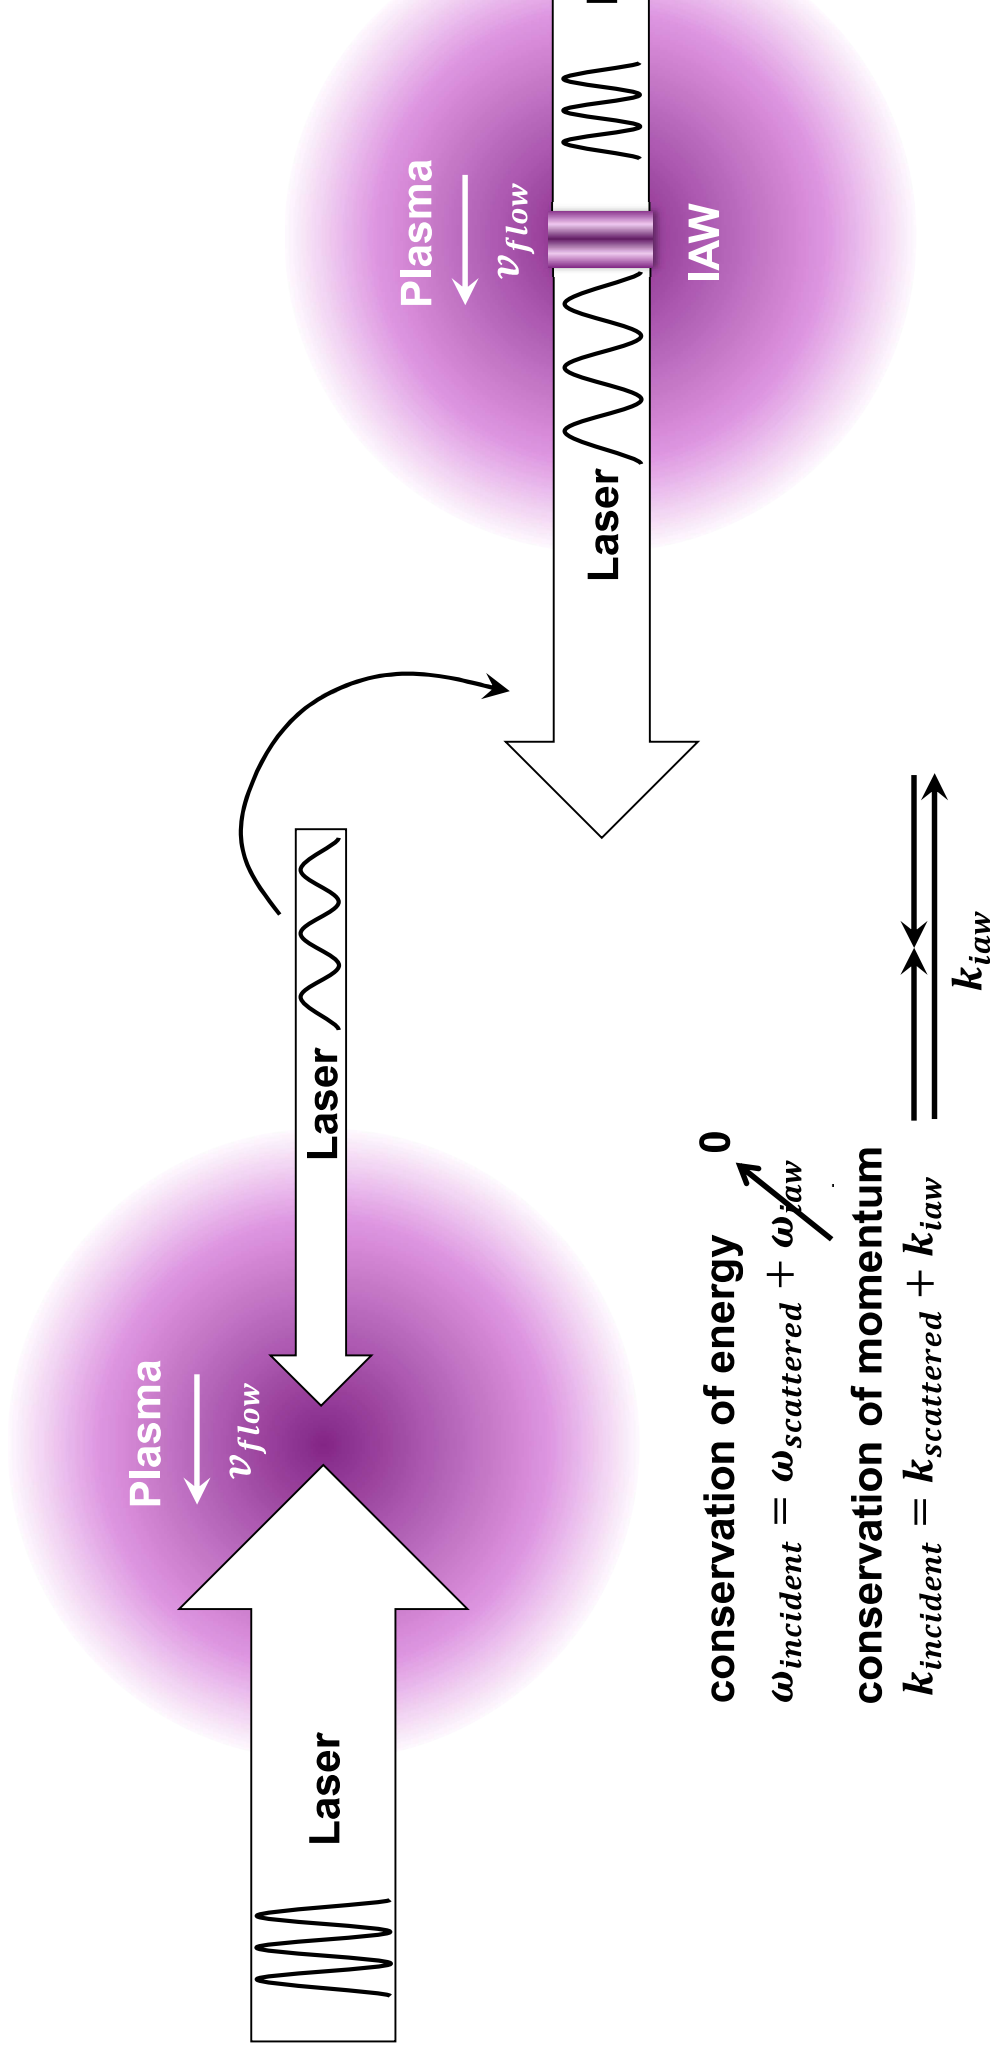 Laser
Plasma
v_flow
Laser
Laser
Plasma
v_flow
IAW
conservation of energy
ω_incident = ω_scattered + ω_iaw
0
conservation of momentum
k_incident = k_scattered + k_iaw
k_iaw